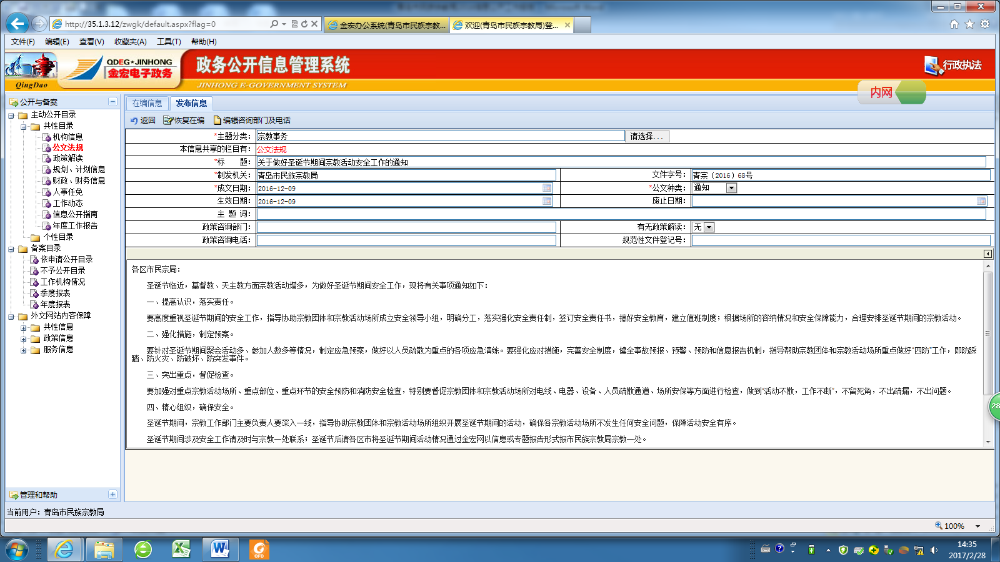 http://35.1.3.12/zwgk/default.aspx?flag=0
金宏办公系统(青岛市民族宗教...
欢迎(青岛市民族宗教局)登...
文件(F) 编辑(E) 查看(V) 收藏夹(A) 工具(T) 帮助(H)
QingDao
QDEG★JINHONG
金宏电子政务
政务公开信息管理系统
JINHONG E-GOVERNMENT SYSTEM
行政执法
内网
公开与备案
主动公开目录
共性目录
机构信息
公文法规
政策解读
规划、计划信息
财政、财务信息
人事任免
工作动态
信息公开指南
年度工作报告
个性目录
备案目录
依申请公开目录
不予公开目录
工作机构情况
季度报表
年度报表
外文网站内容保障
共性信息
政策信息
服务信息
管理和帮助
在编信息 发布信息
返回 恢复在编 编辑咨询部门及电话
*主题分类： 宗教事务 请选择...
本信息共享的栏目有： 公文法规
*标 题： 关于做好圣诞节期间宗教活动安全工作的通知
*制发机关： 青岛市民族宗教局 文件字号： 青宗（2016）68号
*成文日期： 2016-12-09 *公文种类： 通知
生效日期： 2016-12-09 废止日期：
主 题 词：
政策咨询部门： 有无政策解读： 无
政策咨询电话： 规范性文件登记号：
各区市民宗局：
圣诞节临近，基督教、天主教方面宗教活动增多，为做好圣诞节期间安全工作，现将有关事项通知如下：
一、提高认识，落实责任。
要高度重视圣诞节期间的安全工作，指导协助宗教团体和宗教活动场所成立安全领导小组，明确分工，落实强化安全责任制，签订安全责任书，搞好安全教育，建立值班制度；根据场所的容纳情况和安全保障能力，合理安排圣诞节期间的宗教活动。
二、强化措施，制定预案。
要针对圣诞节期间聚会活动多、参加人数多等情况，制定应急预案，做好以人员疏散为重点的各项应急演练。要强化应对措施，完善安全制度，健全事故预报、预警、预防和信息报告机制，指导帮助宗教团体和宗教活动场所重点做好“四防”工作，即防踩
踏、防火灾、防破坏、防突发事件。
三、突出重点，督促检查。
要加强对重点宗教活动场所、重点部位、重点环节的安全预防和消防安全检查，特别要督促宗教团体和宗教活动场所对电线、电器、设备、人员疏散通道、场所安保等方面进行检查，做到“活动不散，工作不断”，不留死角，不出疏漏，不出问题。
四、精心组织，确保安全。
圣诞节期间，宗教工作部门主要负责人要深入一线，指导协助宗教团体和宗教活动场所组织开展圣诞节期间的活动，确保各宗教活动场所不发生任何安全问题，保障活动安全有序。
圣诞节期间涉及安全工作请及时与宗教一处联系；圣诞节后请各区市将圣诞节期间活动情况通过金宏网以信息或专题报告形式报市民族宗教局宗教一处。
28
当前用户：青岛市民族宗教局
100%
OFD
14:35
2017/2/28